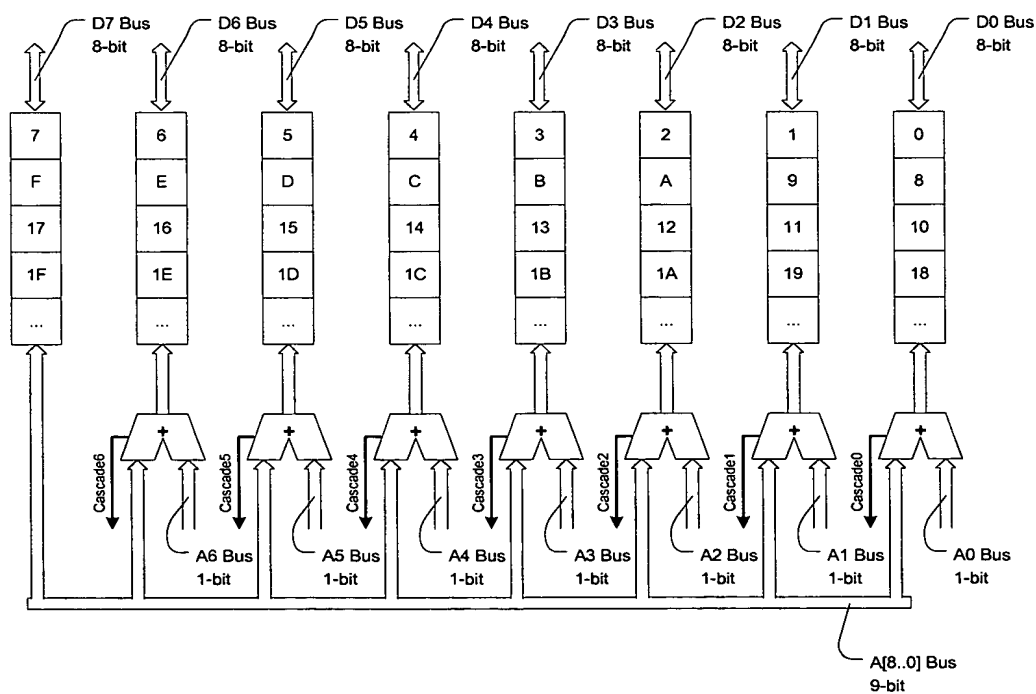 D7 Bus D6 Bus D5 Bus D4 Bus D3 Bus D2 Bus D1 Bus D0 Bus
8-bit 8-bit 8-bit 8-bit 8-bit 8-bit 8-bit 8-bit
7 6 5 4 3 2 1 0
F E D C B A 9 8
17 16 15 14 13 12 11 10
1F 1E 1D 1C 1B 1A 19 18
... ... ... ... ... ... ... ...
+ + + + + + +
Cascade6 Cascade5 Cascade4 Cascade3 Cascade2 Cascade1 Cascade0
A6 Bus A5 Bus A4 Bus A3 Bus A2 Bus A1 Bus A0 Bus
1-bit 1-bit 1-bit 1-bit 1-bit 1-bit 1-bit
A[8..0] Bus
9-bit